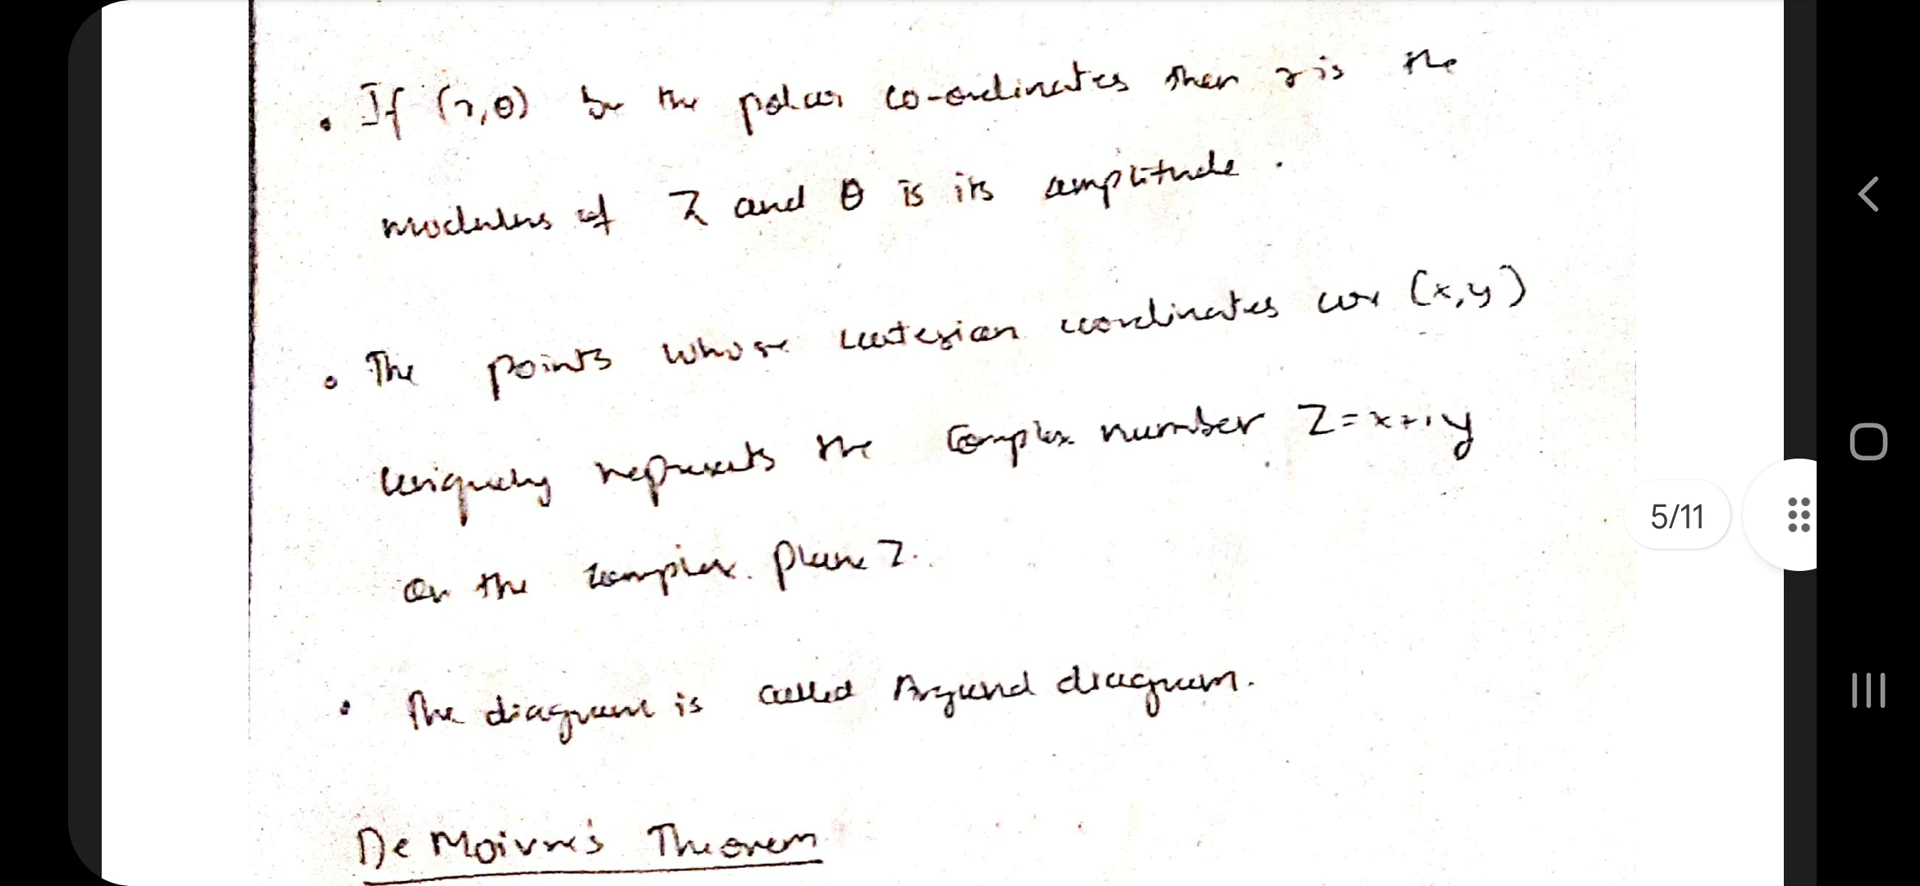 • If (r,θ) be the polar co-ordinates then r is the
modulus of Z and θ is its amplitude.
• The points whose cartesian coordinates are (x,y)
uniquely represents the complex number Z=x+iy
on the complex plane Z.
• The diagram is called Argand diagram.
De Moivre's Theorem
5/11